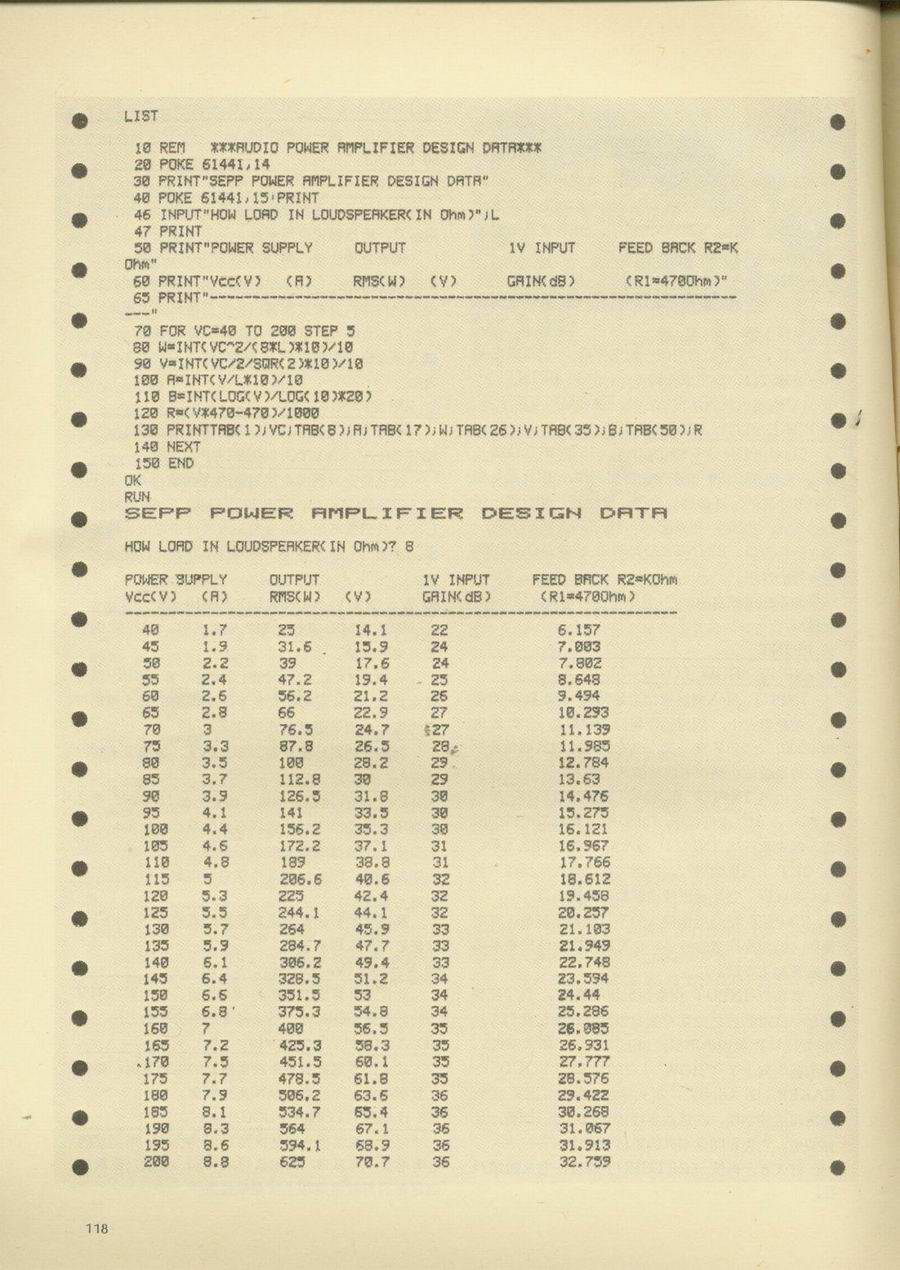 LIST
10 REM   ***AUDIO POWER AMPLIFIER DESIGN DATA***
20 POKE 61441,14
30 PRINT"SEPP POWER AMPLIFIER DESIGN DATA"
40 POKE 61441,15:PRINT
46 INPUT"HOW LOAD IN LOUDSPEAKER(IN Ohm)";L
47 PRINT
50 PRINT"POWER SUPPLY     OUTPUT            1V INPUT     FEED BACK R2=K
Ohm"
60 PRINT"Vcc(V)   (A)     RMS(W)   (V)      GAIN(dB)      (R1=470Ohm)"
65 PRINT"--------------------------------------------------------------
---"
70 FOR VC=40 TO 200 STEP 5
80 W=INT(VC^2/(8*L)*10)/10
90 V=INT(VC/2/SQR(2)*10)/10
100 A=INT(V/L*10)/10
110 B=INT(LOG(V)/LOG(10)*20)
120 R=(V*470-470)/1000
130 PRINTTAB(1);VC;TAB(8);A;TAB(17);W;TAB(26);V;TAB(35);B;TAB(50);R
140 NEXT
150 END
OK
RUN
SEPP POWER AMPLIFIER DESIGN DATA
HOW LOAD IN LOUDSPEAKER(IN Ohm)? 8
POWER SUPPLY     OUTPUT            1V INPUT     FEED BACK R2=KOhm
Vcc(V)   (A)     RMS(W)   (V)      GAIN(dB)      (R1=470Ohm)
-----------------------------------------------------------------
40     1.7      25       14.1     22             6.157
45     1.9      31.6     15.9     24             7.003
50     2.2      39       17.6     24             7.802
55     2.4      47.2     19.4     25             8.648
60     2.6      56.2     21.2     26             9.494
65     2.8      66       22.9     27             10.293
70     3        76.5     24.7     27             11.139
75     3.3      87.8     26.5     28             11.985
80     3.5      100      28.2     29             12.784
85     3.7      112.8    30       29             13.63
90     3.9      126.5    31.8     30             14.476
95     4.1      141      33.5     30             15.275
100    4.4      156.2    35.3     30             16.121
105    4.6      172.2    37.1     31             16.967
110    4.8      189      38.8     31             17.766
115    5        206.6    40.6     32             18.612
120    5.3      225      42.4     32             19.458
125    5.5      244.1    44.1     32             20.257
130    5.7      264      45.9     33             21.103
135    5.9      284.7    47.7     33             21.949
140    6.1      306.2    49.4     33             22.748
145    6.4      328.5    51.2     34             23.594
150    6.6      351.5    53       34             24.44
155    6.8      375.3    54.8     34             25.286
160    7        400      56.5     35             26.085
165    7.2      425.3    58.3     35             26.931
170    7.5      451.5    60.1     35             27.777
175    7.7      478.5    61.8     35             28.576
180    7.9      506.2    63.6     36             29.422
185    8.1      534.7    65.4     36             30.268
190    8.3      564      67.1     36             31.067
195    8.6      594.1    68.9     36             31.913
200    8.8      625      70.7     36             32.759
118